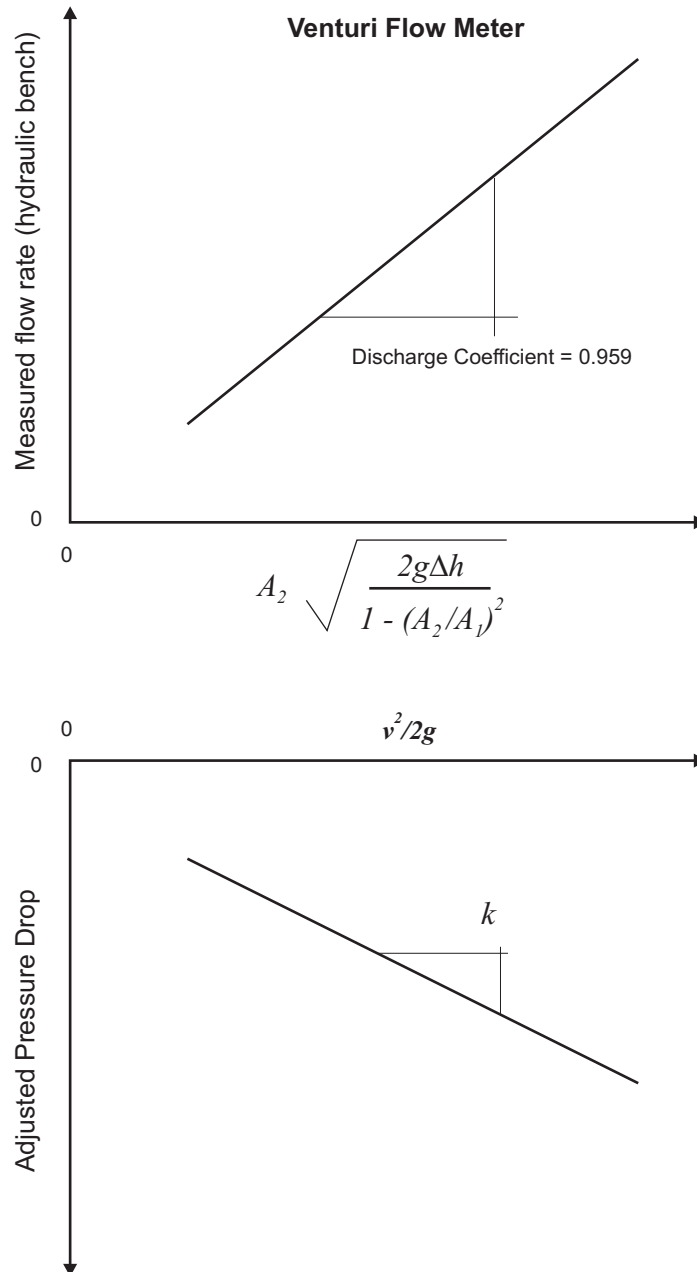 Venturi Flow Meter
Measured flow rate (hydraulic bench)
Discharge Coefficient = 0.959
0
0
A₂ √ 2gΔh
1 - (A₂/A₁)²
0
v²/2g
0
k
Adjusted Pressure Drop